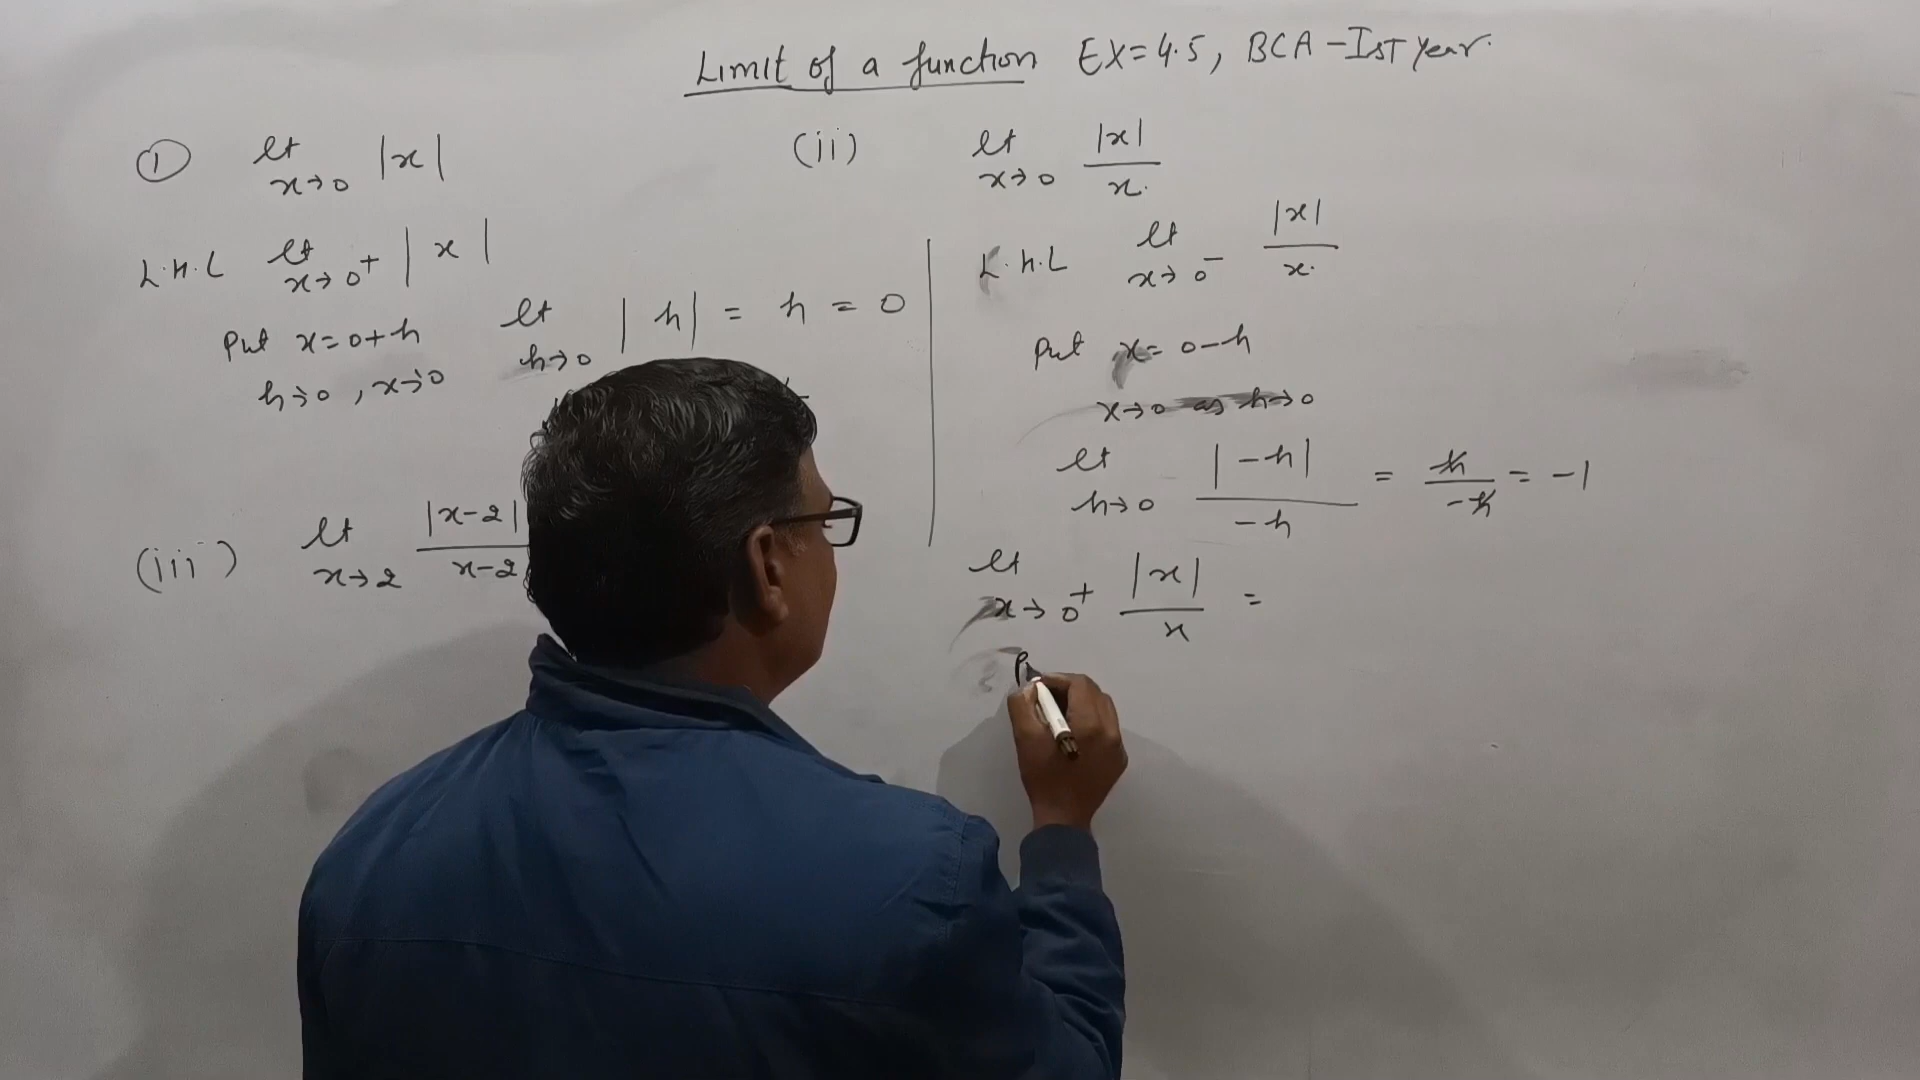 Limit of a function EX=4.5, BCA-Ist year.
① lt x→0 |x|
L.H.L lt x→0+ |x|
Put x=0+h lt h→0 |h| = h = 0
h→0, x→0
(iii) lt x→2 |x-2| / x-2
(ii) lt x→0 |x| / x.
L.h.L lt x→0- |x| / x.
Put x=0-h
x→0 as h→0
lt h→0 |-h| / -h = h / -h = -1
lt x→0+ |x| / x =
P